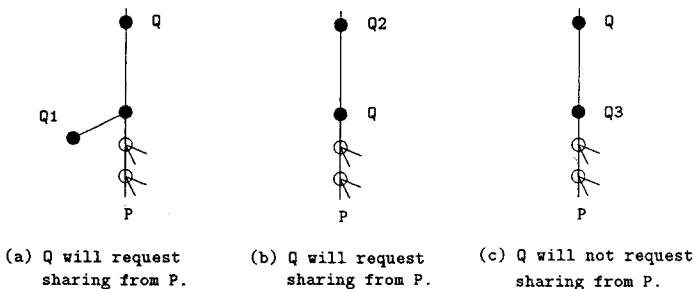 Q
Q2
Q
Q1
Q
Q3
P
P
P
(a) Q will request
sharing from P.
(b) Q will request
sharing from P.
(c) Q will not request
sharing from P.